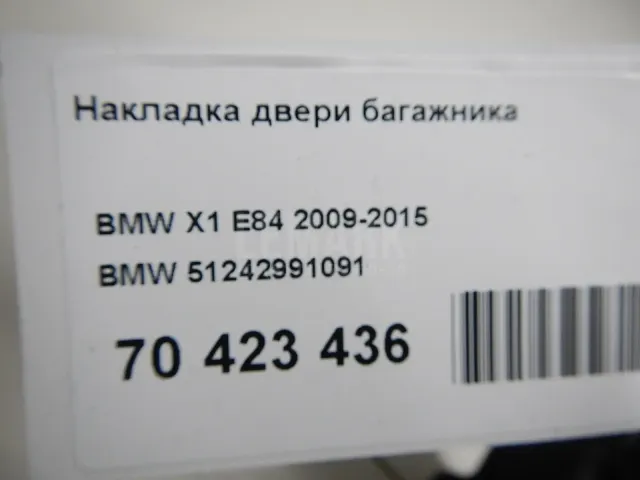 Накладка двери багажника
BMW X1 E84 2009-2015
BMW 51242991091
70 423 436